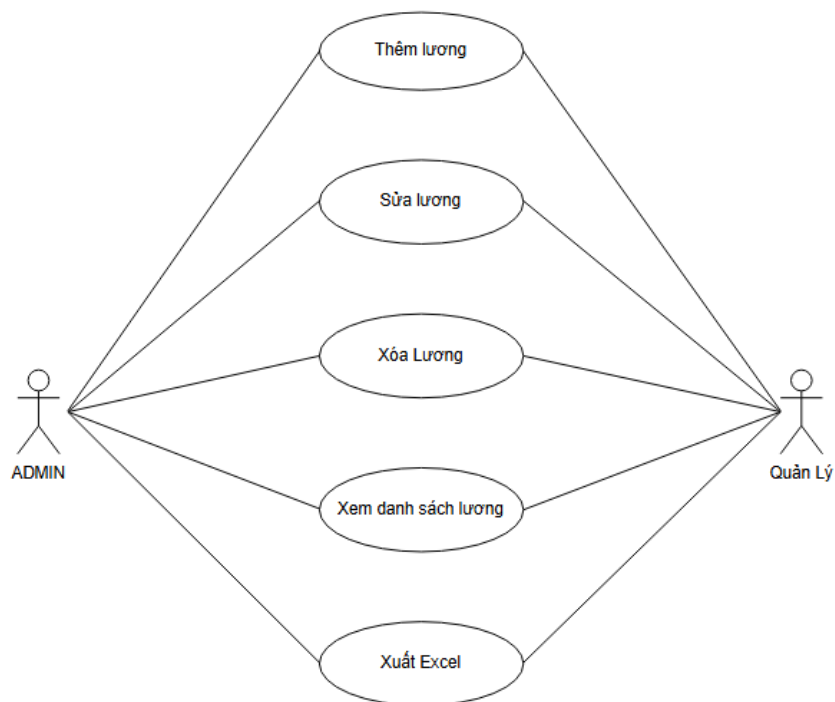 Thêm lương
Sửa lương
Xóa Lương
ADMIN
Quản Lý
Xem danh sách lương
Xuất Excel